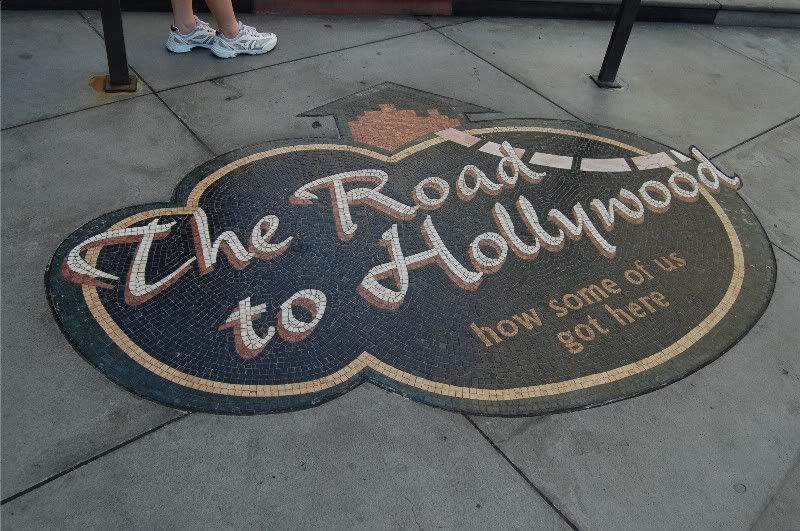 The Road
to Hollywood
how some of us
got here